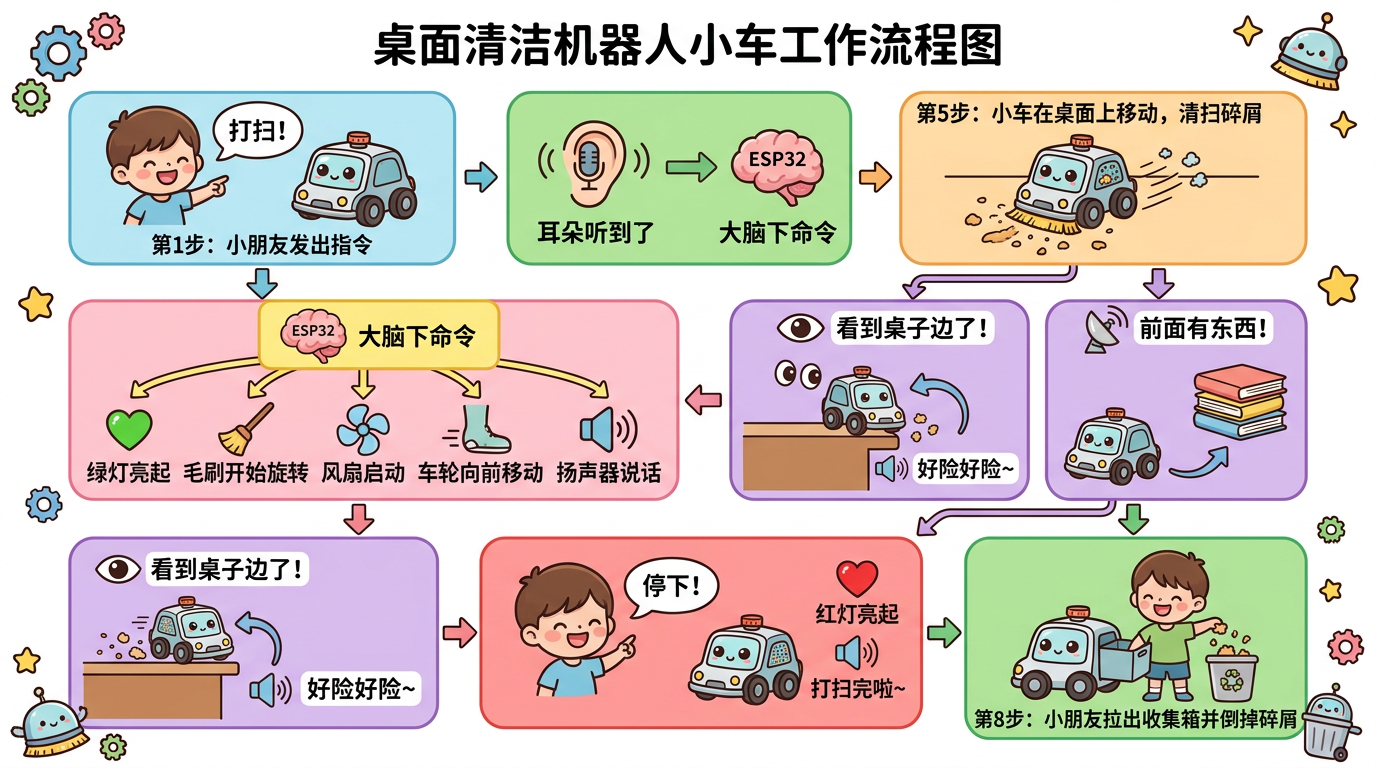 桌面清洁机器人小车工作流程图
打扫！
第1步：小朋友发出指令
耳朵听到了
ESP32
大脑下命令
第5步：小车在桌面上移动，清扫碎屑
ESP32
大脑下命令
绿灯亮起
毛刷开始旋转
风扇启动
车轮向前移动
扬声器说话
看到桌子边了！
好险好险~
前面有东西！
看到桌子边了！
好险好险~
停下！
红灯亮起
打扫完啦~
第8步：小朋友拉出收集箱并倒掉碎屑